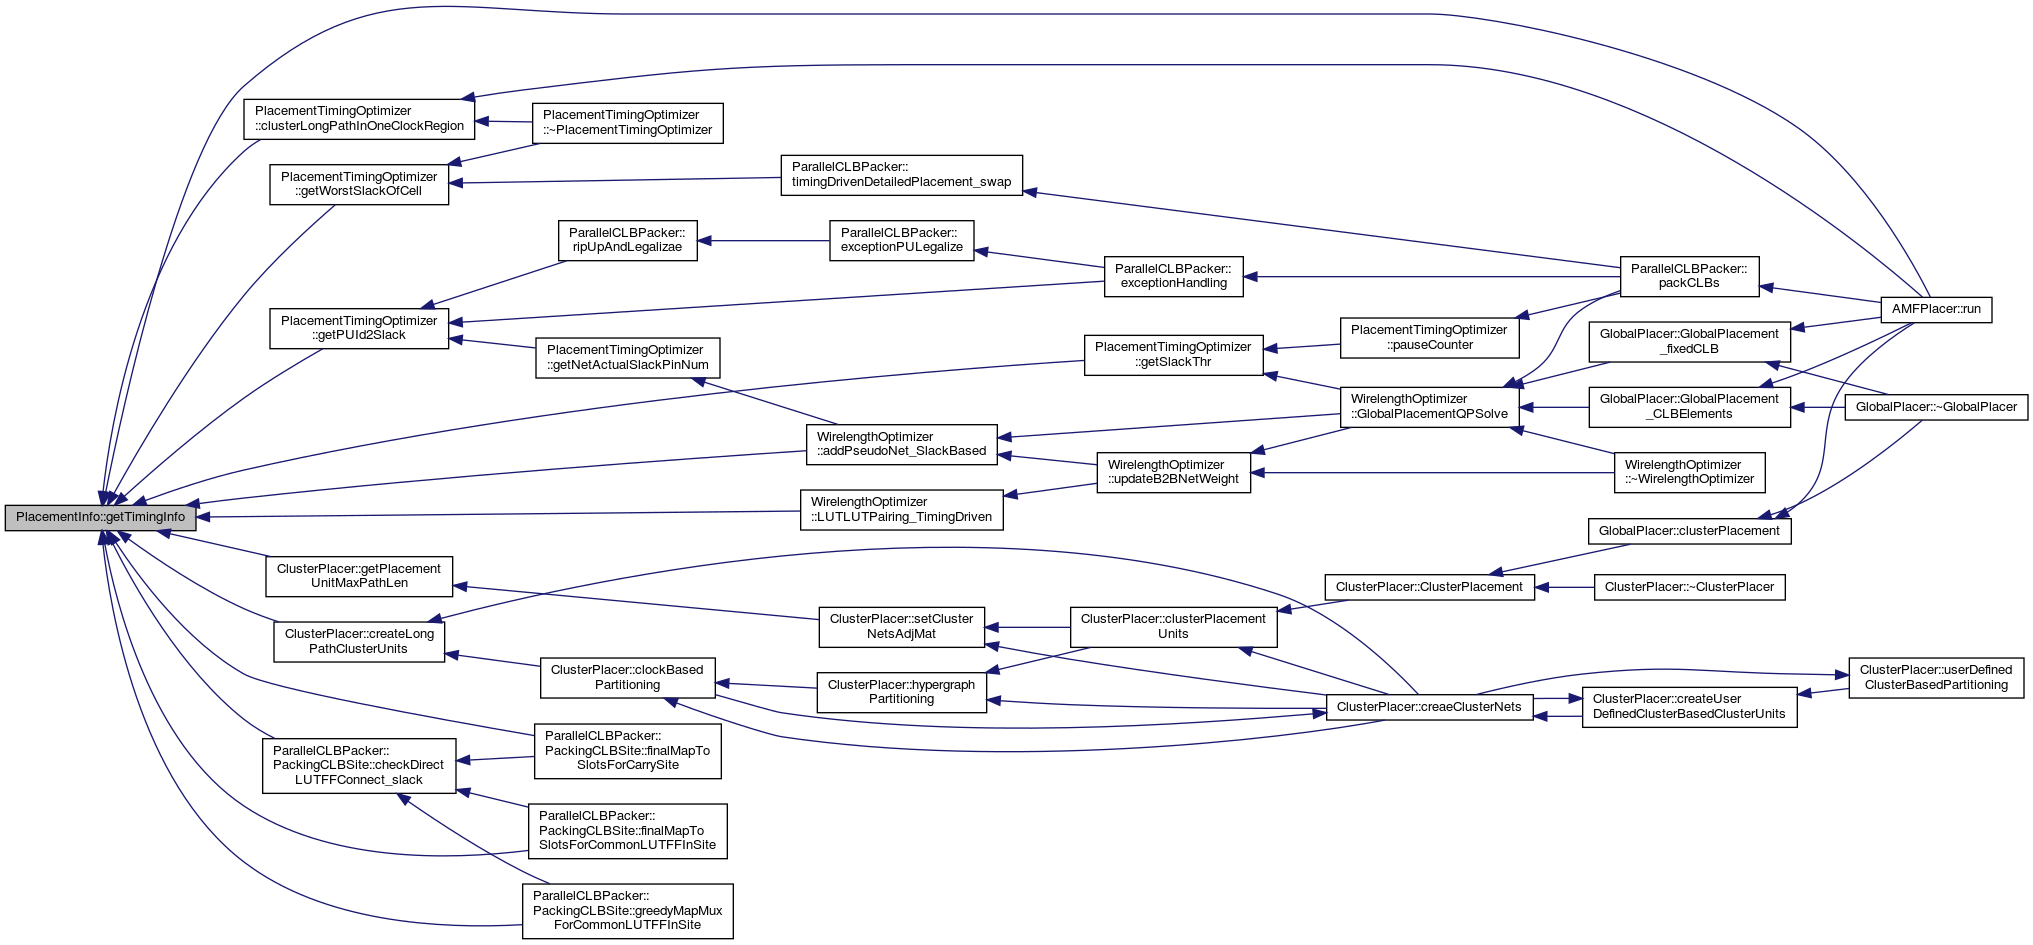 PlacementTimingOptimizer
::clusterLongPathInOneClockRegion
PlacementTimingOptimizer
::~PlacementTimingOptimizer
PlacementTimingOptimizer
::getWorstSlackOfCell
ParallelCLBPacker::
timingDrivenDetailedPlacement_swap
ParallelCLBPacker::
ripUpAndLegalizae
ParallelCLBPacker::
exceptionPULegalize
ParallelCLBPacker::
exceptionHandling
ParallelCLBPacker::
packCLBs
AMFPlacer::run
PlacementTimingOptimizer
::getPUId2Slack
PlacementTimingOptimizer
::getNetActualSlackPinNum
PlacementTimingOptimizer
::getSlackThr
PlacementTimingOptimizer
::pauseCounter
GlobalPlacer::GlobalPlacement
_fixedCLB
WirelengthOptimizer
::GlobalPlacementQPSolve
GlobalPlacer::GlobalPlacement
_CLBElements
GlobalPlacer::~GlobalPlacer
WirelengthOptimizer
::addPseudoNet_SlackBased
WirelengthOptimizer
::updateB2BNetWeight
WirelengthOptimizer
::~WirelengthOptimizer
PlacementInfo::getTimingInfo
WirelengthOptimizer
::LUTLUTPairing_TimingDriven
GlobalPlacer::clusterPlacement
ClusterPlacer::getPlacement
UnitMaxPathLen
ClusterPlacer::ClusterPlacement
ClusterPlacer::~ClusterPlacer
ClusterPlacer::createLong
PathClusterUnits
ClusterPlacer::setCluster
NetsAdjMat
ClusterPlacer::clusterPlacement
Units
ClusterPlacer::clockBased
Partitioning
ClusterPlacer::hypergraph
Partitioning
ClusterPlacer::creaeClusterNets
ClusterPlacer::createUser
DefinedClusterBasedClusterUnits
ClusterPlacer::userDefined
ClusterBasedPartitioning
ParallelCLBPacker::
PackingCLBSite::checkDirect
LUTFFConnect_slack
ParallelCLBPacker::
PackingCLBSite::finalMapTo
SlotsForCarrySite
ParallelCLBPacker::
PackingCLBSite::finalMapTo
SlotsForCommonLUTFFInSite
ParallelCLBPacker::
PackingCLBSite::greedyMapMux
ForCommonLUTFFInSite